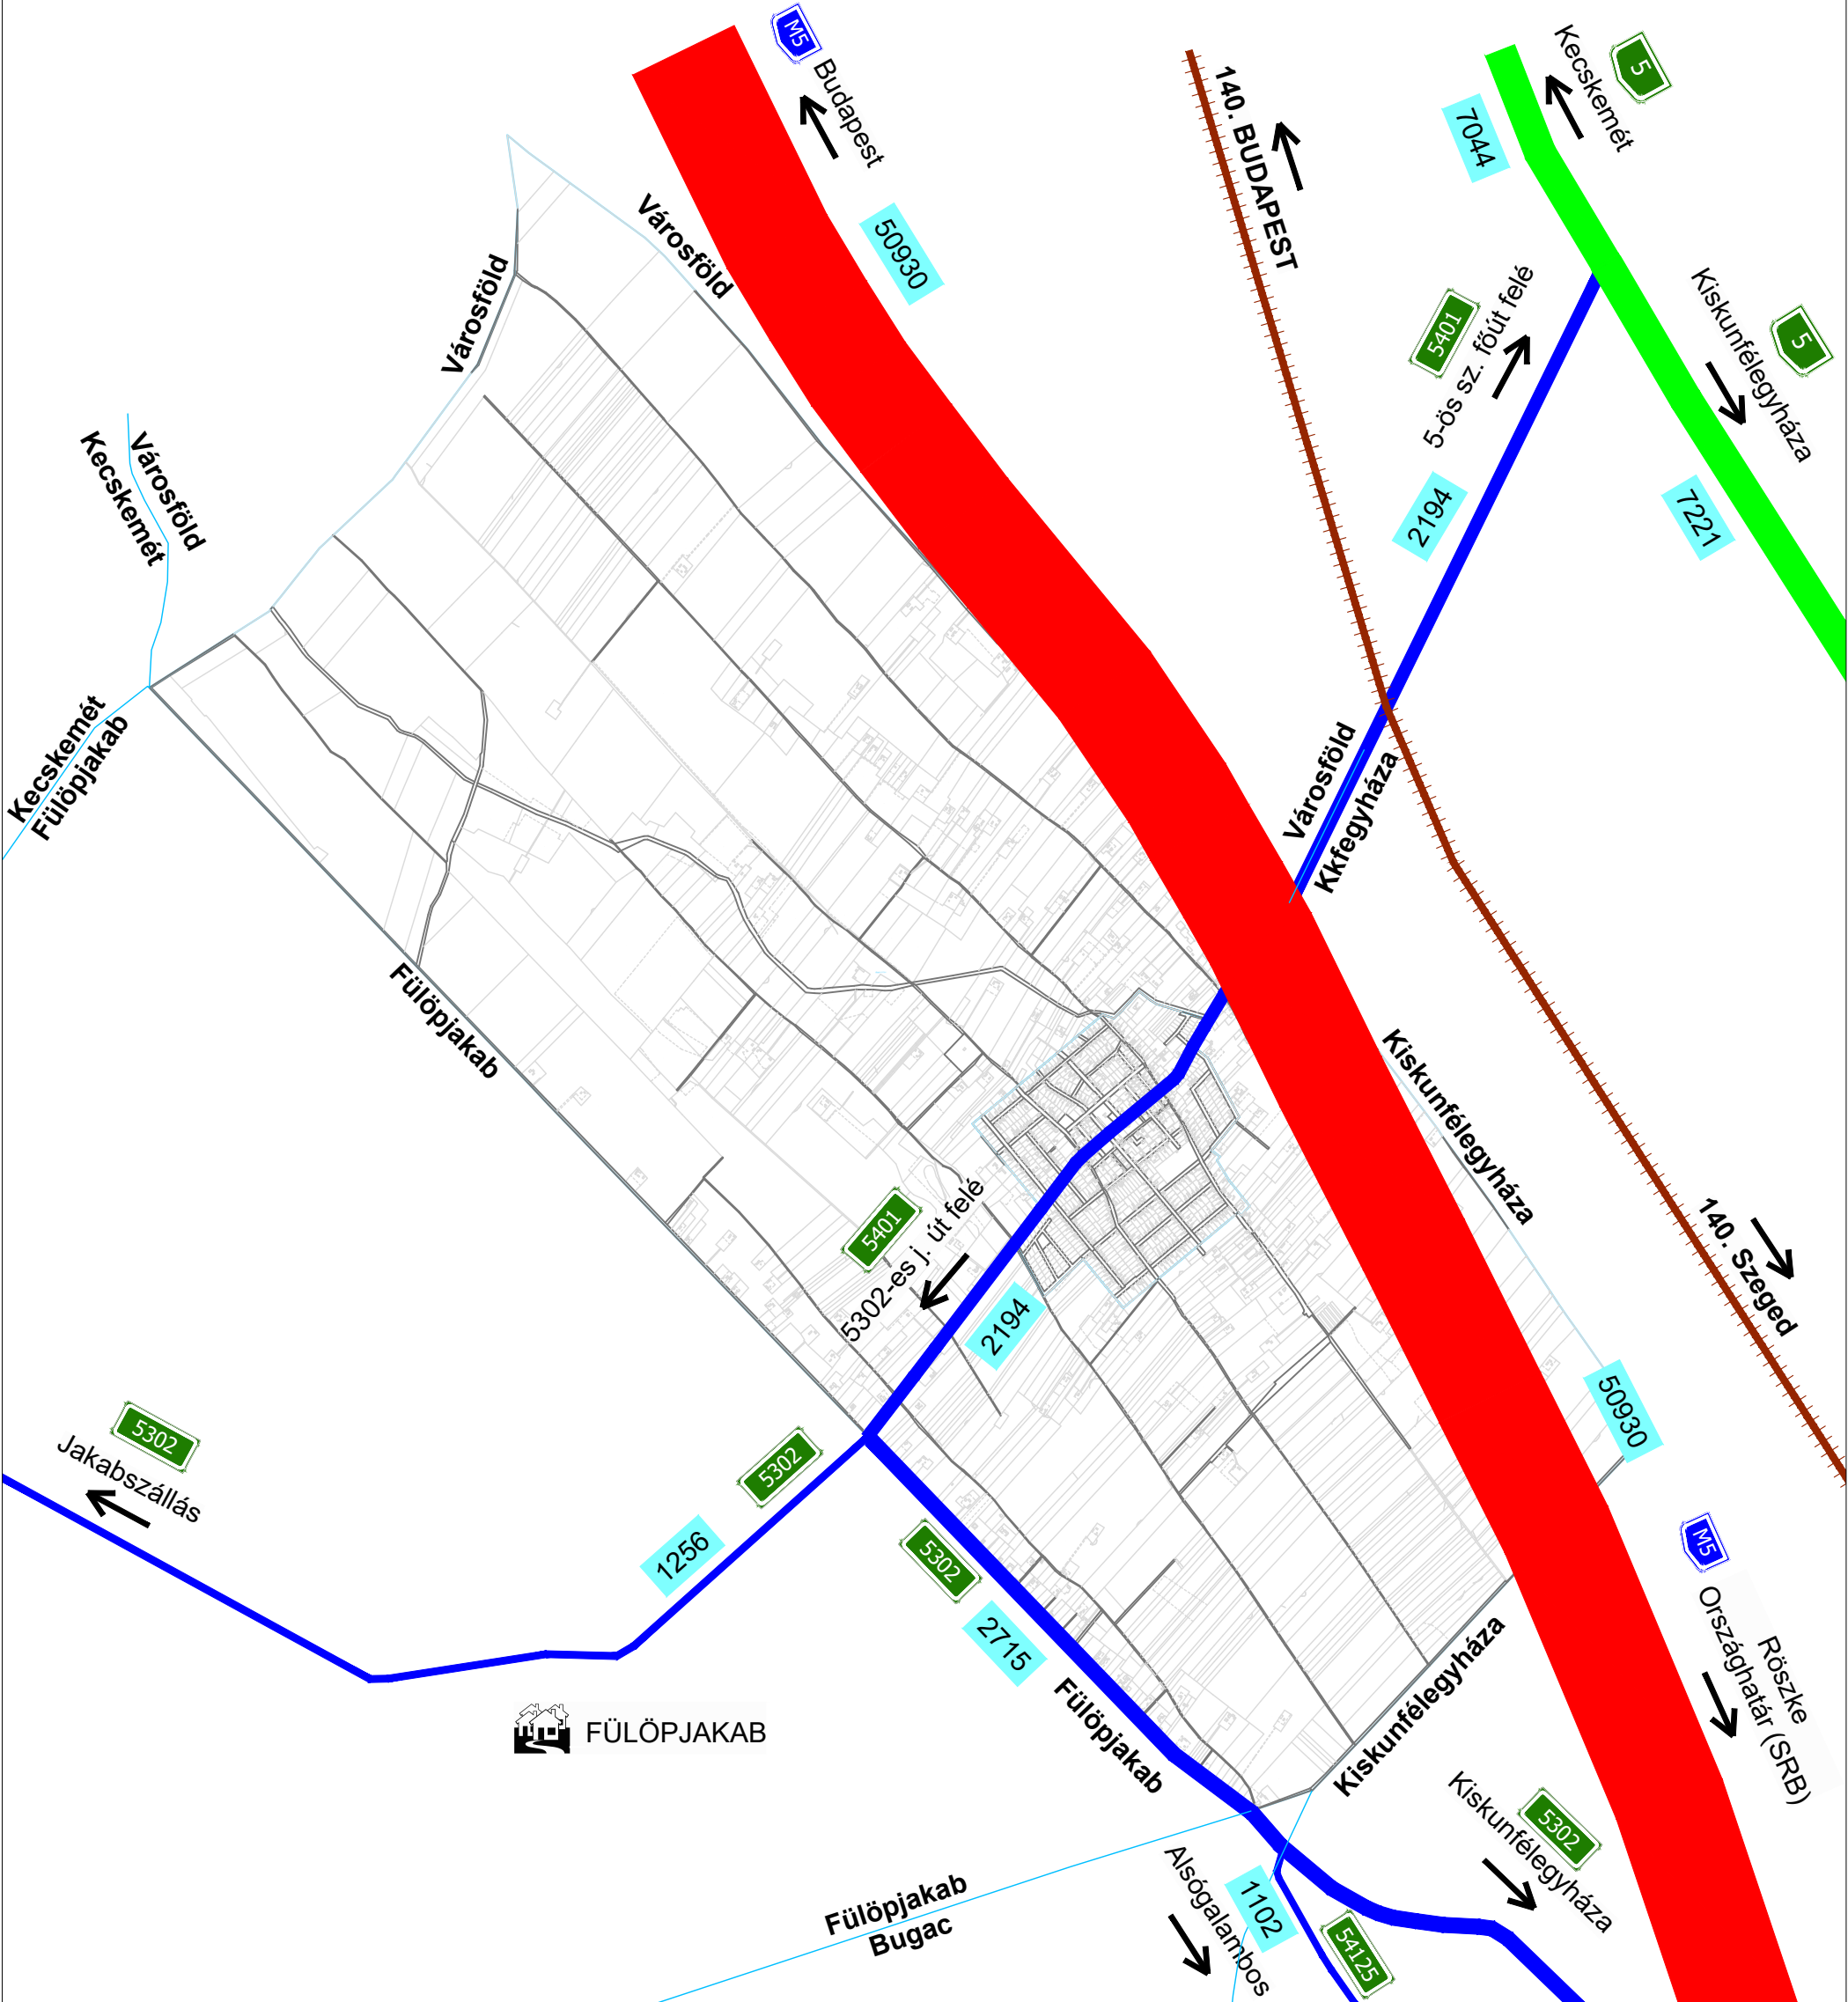 M5
Budapest
50930
140. BUDAPEST
7044
Kecskemét
5
Városföld
Városföld
5401
5-ös sz. főút felé
2194
Kiskunfélegyháza
5
7221
Városföld
Kecskemét
Kecskemét
Fülöpjakab
Városföld
Kkfegyháza
Fülöpjakab
Kiskunfélegyháza
5401
5302-es j. út felé
2194
140. Szeged
50930
5302
Jakabszállás
5302
1256
5302
2715
M5
Röszke
Országhatár (SRB)
FÜLÖPJAKAB
Fülöpjakab
Kiskunfélegyháza
5302
Kiskunfélegyháza
Fülöpjakab
Bugac
Alsógalambos
1102
54125